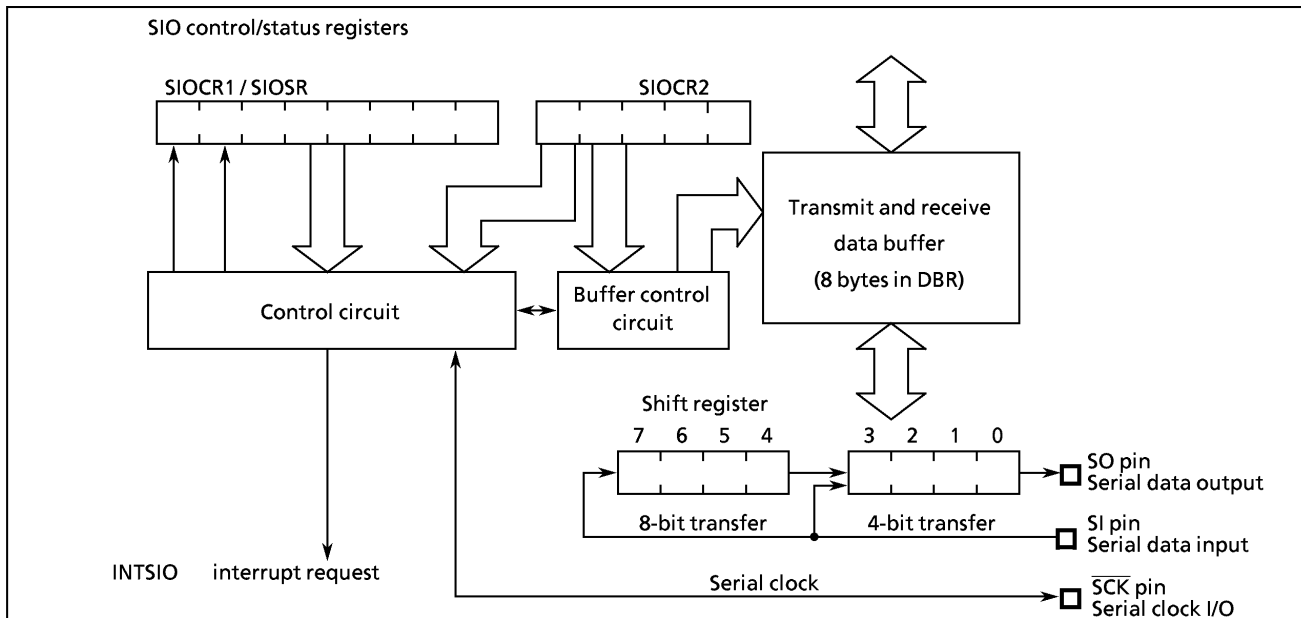 SIO control/status registers
SIOCR1 / SIOSR
SIOCR2
Transmit and receive
data buffer
(8 bytes in DBR)
Control circuit
Buffer control
circuit
Shift register
7 6 5 4 3 2 1 0
SO pin
Serial data output
8-bit transfer
4-bit transfer
SI pin
Serial data input
INTSIO interrupt request
Serial clock
S̅C̅K̅ pin
Serial clock I/O